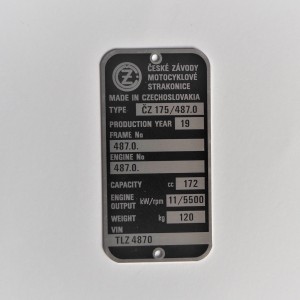 ČZ
ČESKÉ ZÁVODY
MOTOCYKLOVÉ
STRAKONICE
MADE IN CZECHOSLOVAKIA
TYPE ČZ 175/487.0
PRODUCTION YEAR 19
FRAME No
487.0.
ENGINE No
487.0.
CAPACITY cc 172
ENGINE OUTPUT kW/rpm 11/5500
WEIGHT kg 120
VIN
TLZ 4870